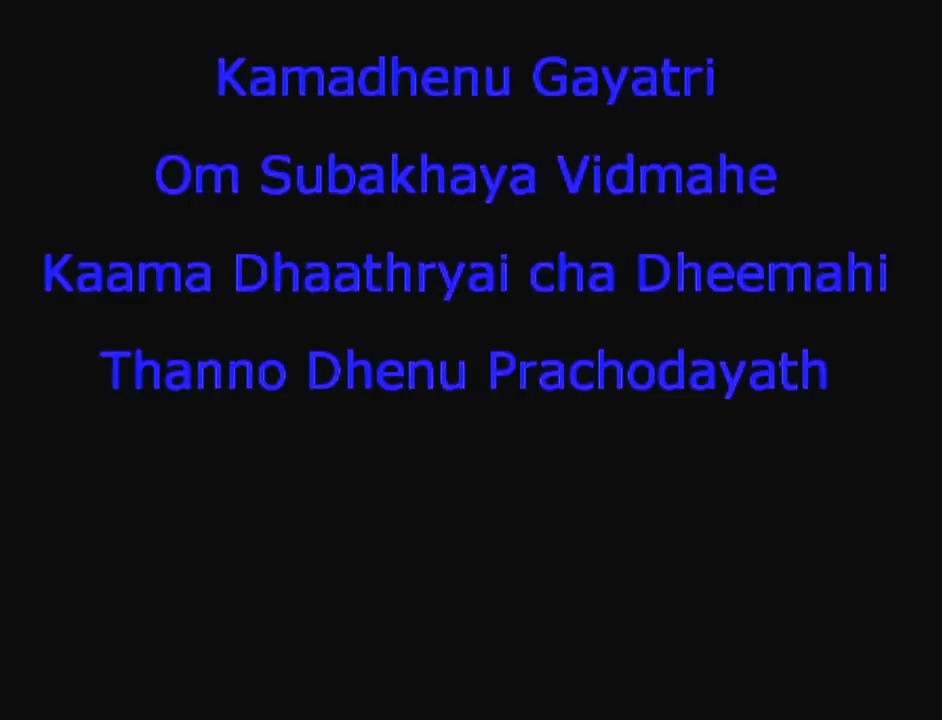 Kamadhenu Gayatri
Om Subakhaya Vidmahe
Kaama Dhaathryai cha Dheemahi
Thanno Dhenu Prachodayath